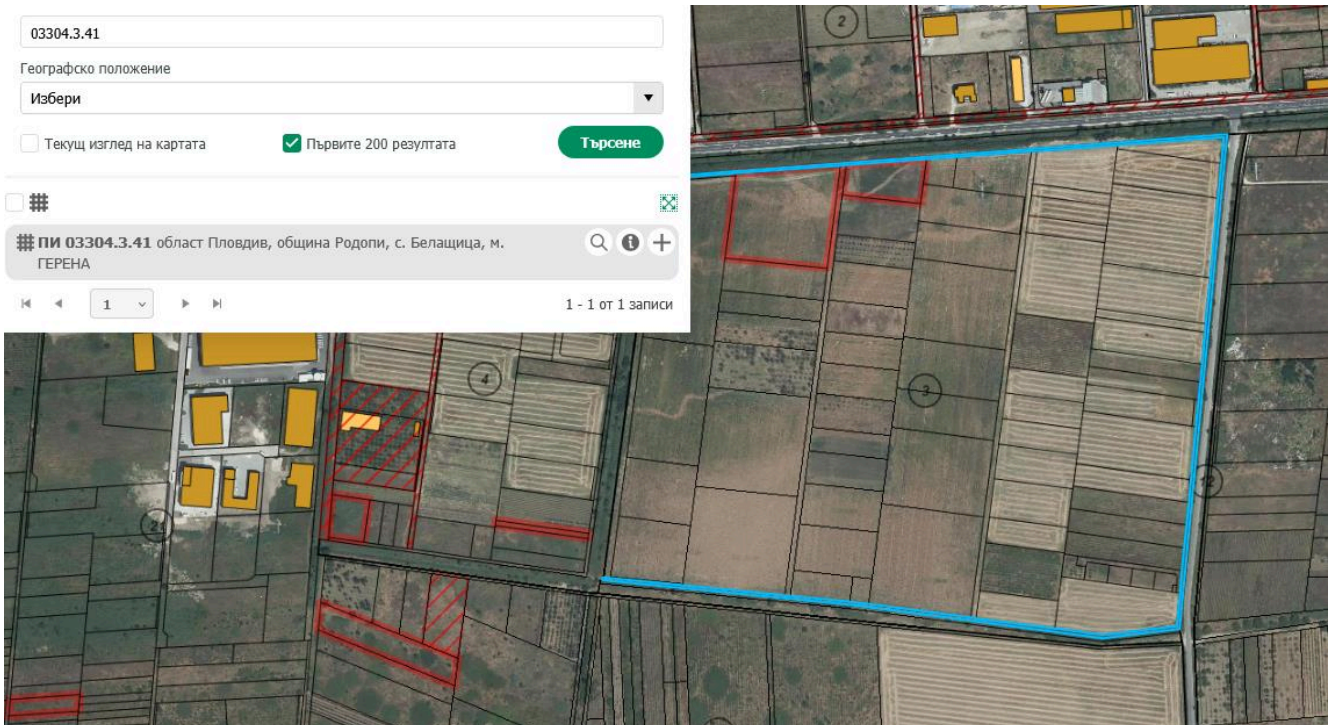 03304.3.41
Географско положение
Избери
Текущ изглед на картата
Първите 200 резултата
Търсене
ПИ 03304.3.41 област Пловдив, община Родопи, с. Белащица, м.
ГЕРЕНА
1
1 - 1 от 1 записи
2
4
3
12